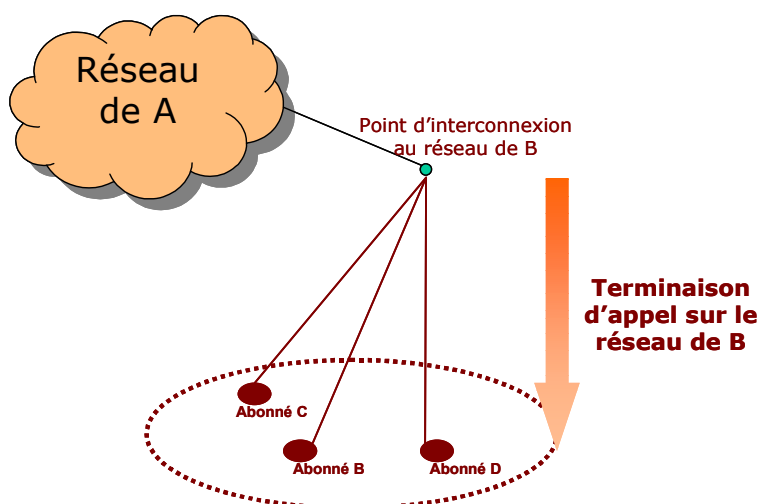 Réseau
de A
Point d'interconnexion
au réseau de B
Terminaison
d'appel sur le
réseau de B
Abonné C
Abonné B
Abonné D